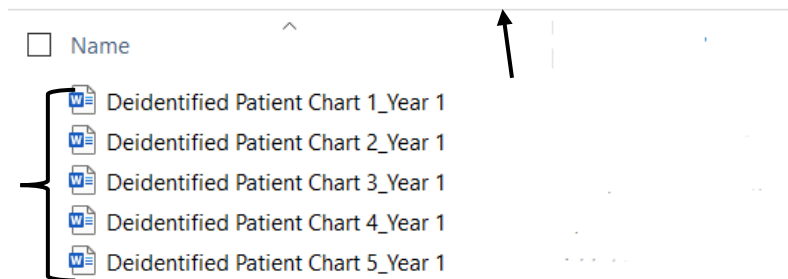 Name
Deidentified Patient Chart 1_Year 1
Deidentified Patient Chart 2_Year 1
Deidentified Patient Chart 3_Year 1
Deidentified Patient Chart 4_Year 1
Deidentified Patient Chart 5_Year 1